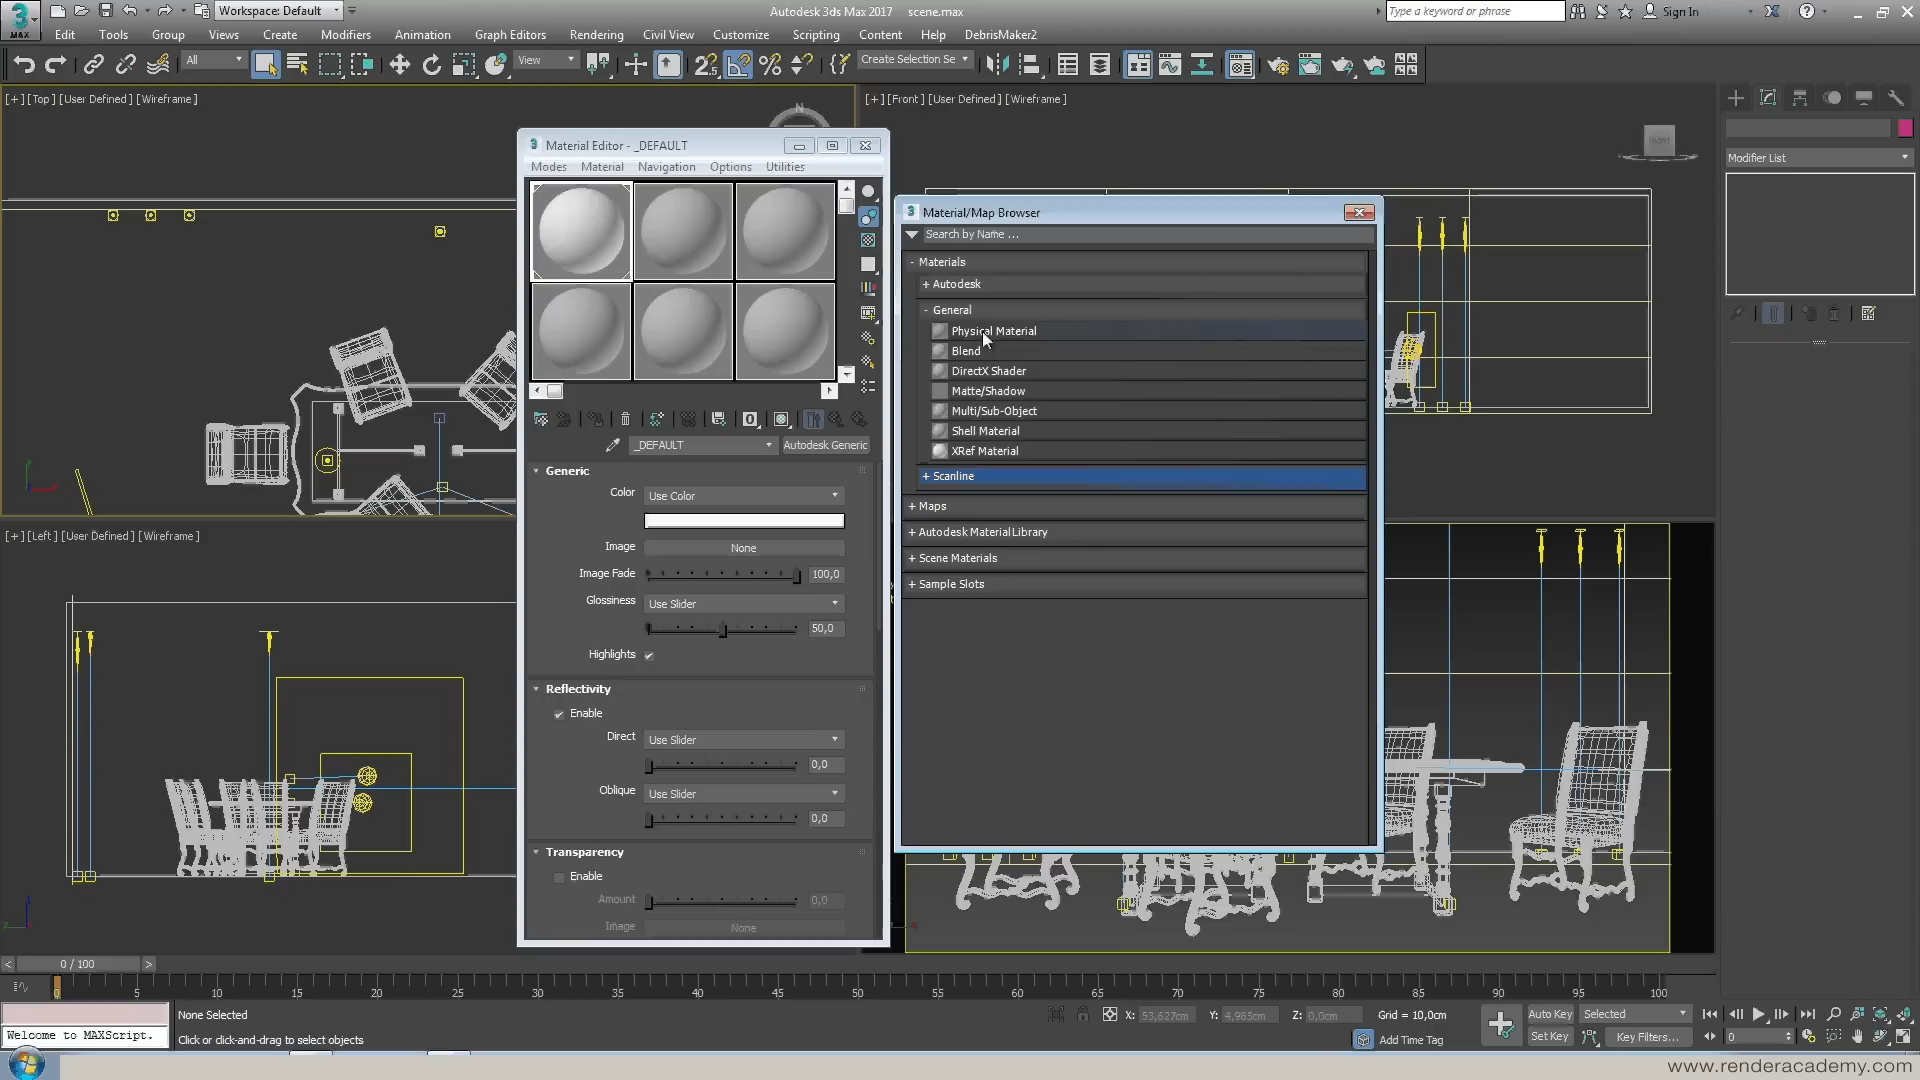 Workspace: Default
Autodesk 3ds Max 2017 scene.max
Type a keyword or phrase
Sign In
MAX
Edit Tools Group Views Create Modifiers Animation Graph Editors Rendering Civil View Customize Scripting Content Help DebrisMaker2
All
View
Create Selection Se
[+] [Top] [User Defined] [Wireframe]
[+] [Front] [User Defined] [Wireframe]
N
FRONT
Modifier List
Material Editor - _DEFAULT
Modes Material Navigation Options Utilities
_DEFAULT
Autodesk Generic
Generic
Color
Use Color
Image
None
Image Fade
100,0
Glossiness
Use Slider
50,0
Highlights
Reflectivity
Enable
Direct
Use Slider
0,0
Oblique
Use Slider
0,0
Transparency
Enable
Amount
0,0
Image
None
Material/Map Browser
Search by Name ...
- Materials
+ Autodesk
- General
Physical Material
Blend
DirectX Shader
Matte/Shadow
Multi/Sub-Object
Shell Material
XRef Material
+ Scanline
+ Maps
+ Autodesk Material Library
+ Scene Materials
+ Sample Slots
[+] [Left] [User Defined] [Wireframe]
< 0 / 100 >
0 5 10 15 20 25 30 35 40 45 50 55 60 65 70 75 80 85 90 95 100
None Selected
Click or click-and-drag to select objects
Welcome to MAXScript.
X: 53,627cm Y: 4,985cm Z: 0,0cm Grid = 10,0cm
Add Time Tag
Auto Key
Selected
Set Key
Key Filters...
0
www.renderacademy.com